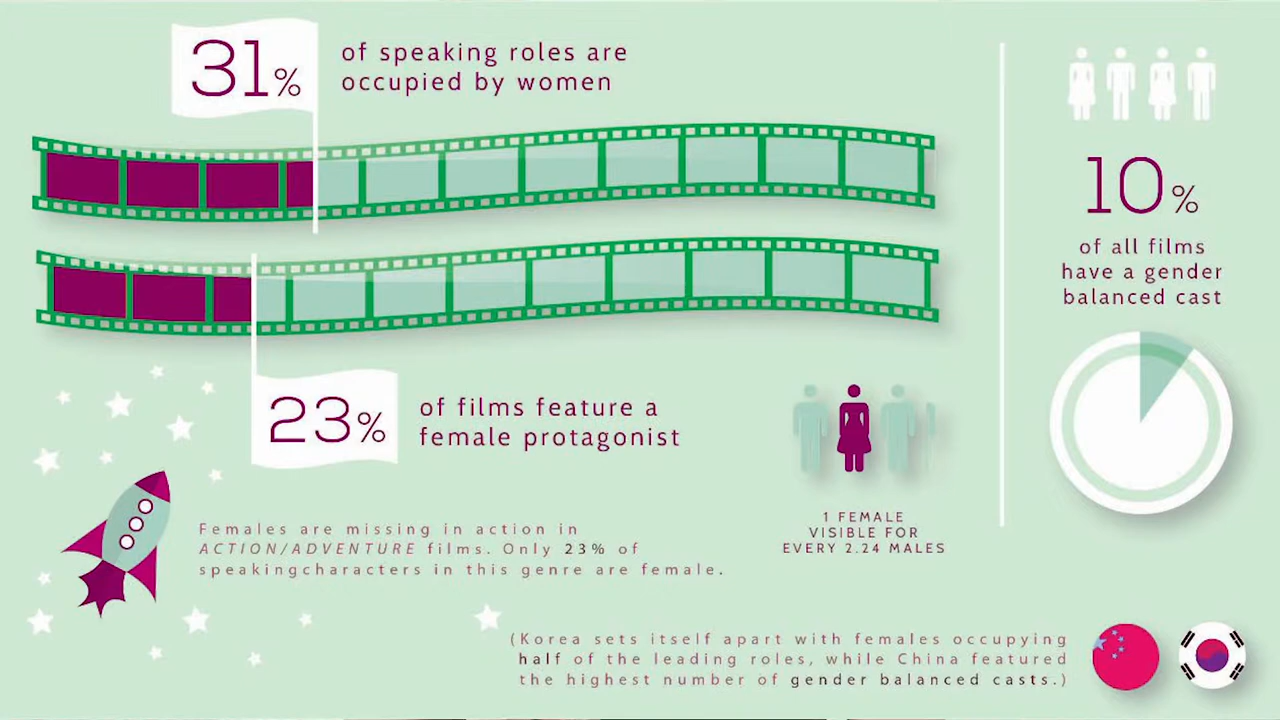 31%
of speaking roles are
occupied by women
23%
of films feature a
female protagonist
Females are missing in action in
ACTION/ADVENTURE films. Only 23% of
speakingcharacters in this genre are female.
1 FEMALE
VISIBLE FOR
EVERY 2.24 MALES
10%
of all films
have a gender
balanced cast
(Korea sets itself apart with females occupying
half of the leading roles, while China featured
the highest number of gender balanced casts.)